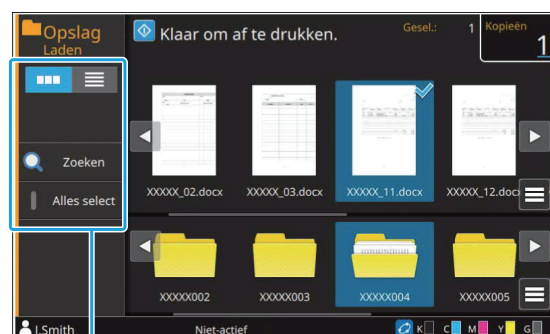 Opslag
Laden
Klaar om af te drukken.
Gesel.: 1
Kopieën
1
Zoeken
Alles select
XXXXX_02.docx XXXXX_03.docx XXXXX_11.docx XXXXX_12.doc
XXXXX002 XXXXX003 XXXXX004 XXXXX005
J.Smith Niet-actief K C M Y G